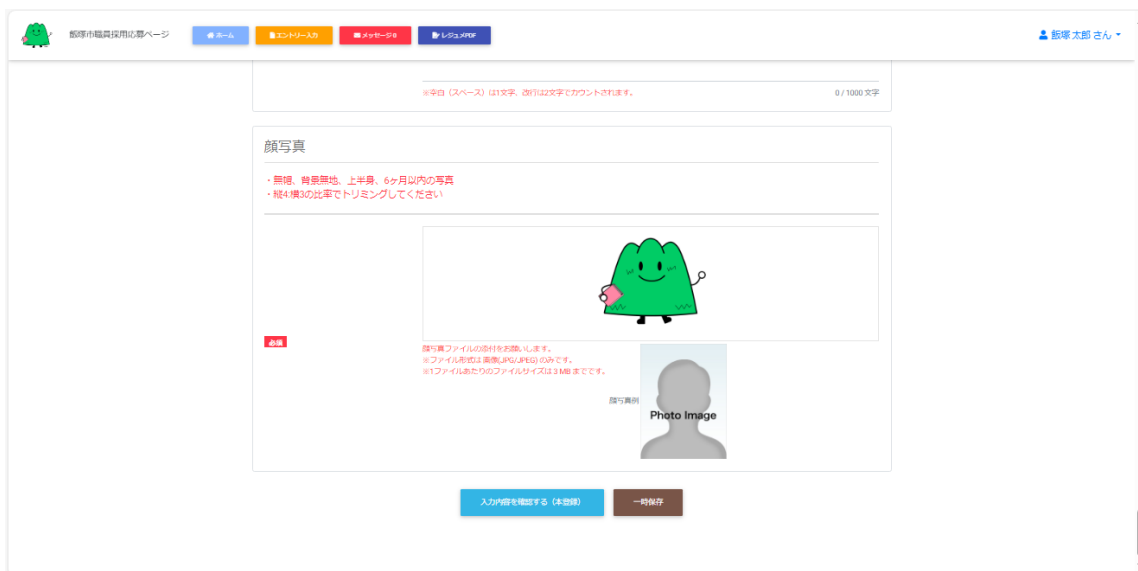 飯塚市職員採用応募ページ
ホーム
エントリー入力
メッセージ0
レジュメPDF
飯塚 太郎 さん
※空白（スペース）は1文字、改行は2文字でカウントされます。
0 / 1000 文字
顔写真
・無帽、背景無地、上半身、6ヶ月以内の写真
・縦4:横3の比率でトリミングしてください
必須
顔写真ファイルの添付をお願いします。
※ファイル形式は 画像(JPG/JPEG) のみです。
※1ファイルあたりのファイルサイズは 3 MB までです。
顔写真例
Photo Image
入力内容を確認する（本登録）
一時保存